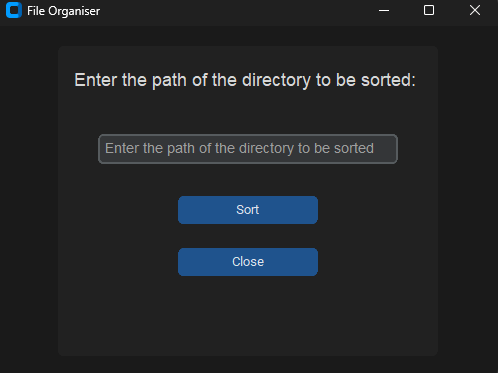 File Organiser
Enter the path of the directory to be sorted:
Enter the path of the directory to be sorted
Sort
Close